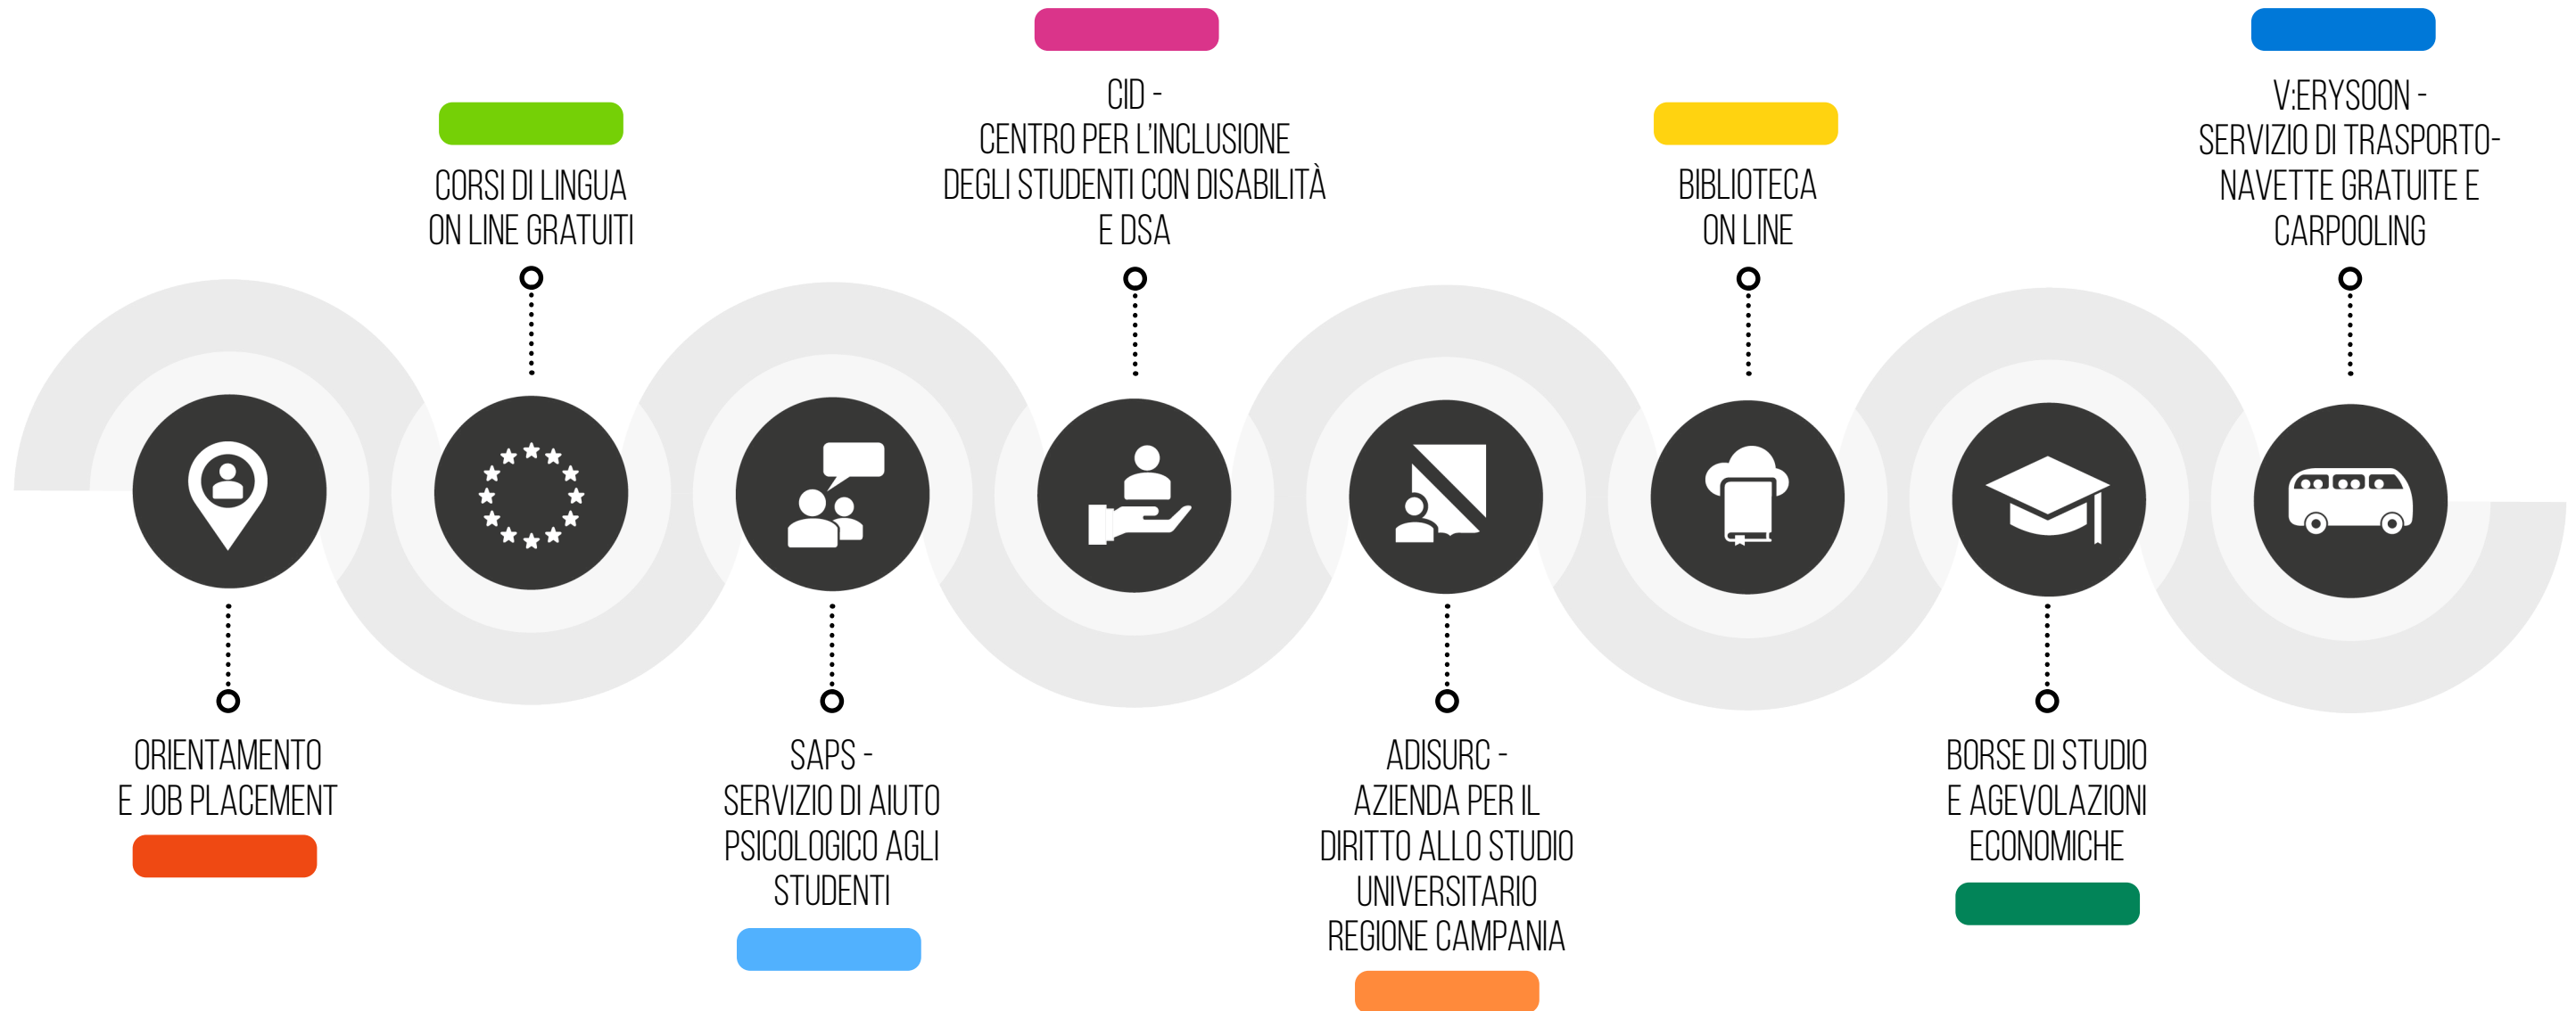 ORIENTAMENTO
E JOB PLACEMENT
CORSI DI LINGUA
ON LINE GRATUITI
SAPS -
SERVIZIO DI AIUTO
PSICOLOGICO AGLI
STUDENTI
CID -
CENTRO PER L'INCLUSIONE
DEGLI STUDENTI CON DISABILITÀ
E DSA
ADISURC -
AZIENDA PER IL
DIRITTO ALLO STUDIO
UNIVERSITARIO
REGIONE CAMPANIA
BIBLIOTECA
ON LINE
BORSE DI STUDIO
E AGEVOLAZIONI
ECONOMICHE
V:ERYSOON -
SERVIZIO DI TRASPORTO-
NAVETTE GRATUITE E
CARPOOLING